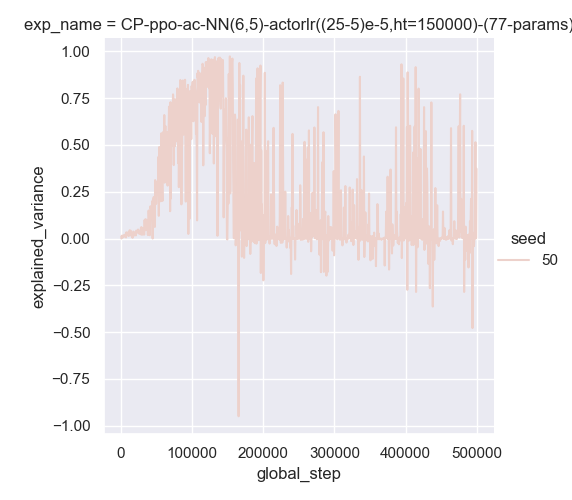 exp_name = CP-ppo-ac-NN(6,5)-actorlr((25-5)e-5,ht=150000)-(77-params)
1.00
0.75
0.50
0.25
0.00
−0.25
−0.50
−0.75
−1.00
explained_variance
0 100000 200000 300000 400000 500000
global_step
seed
50